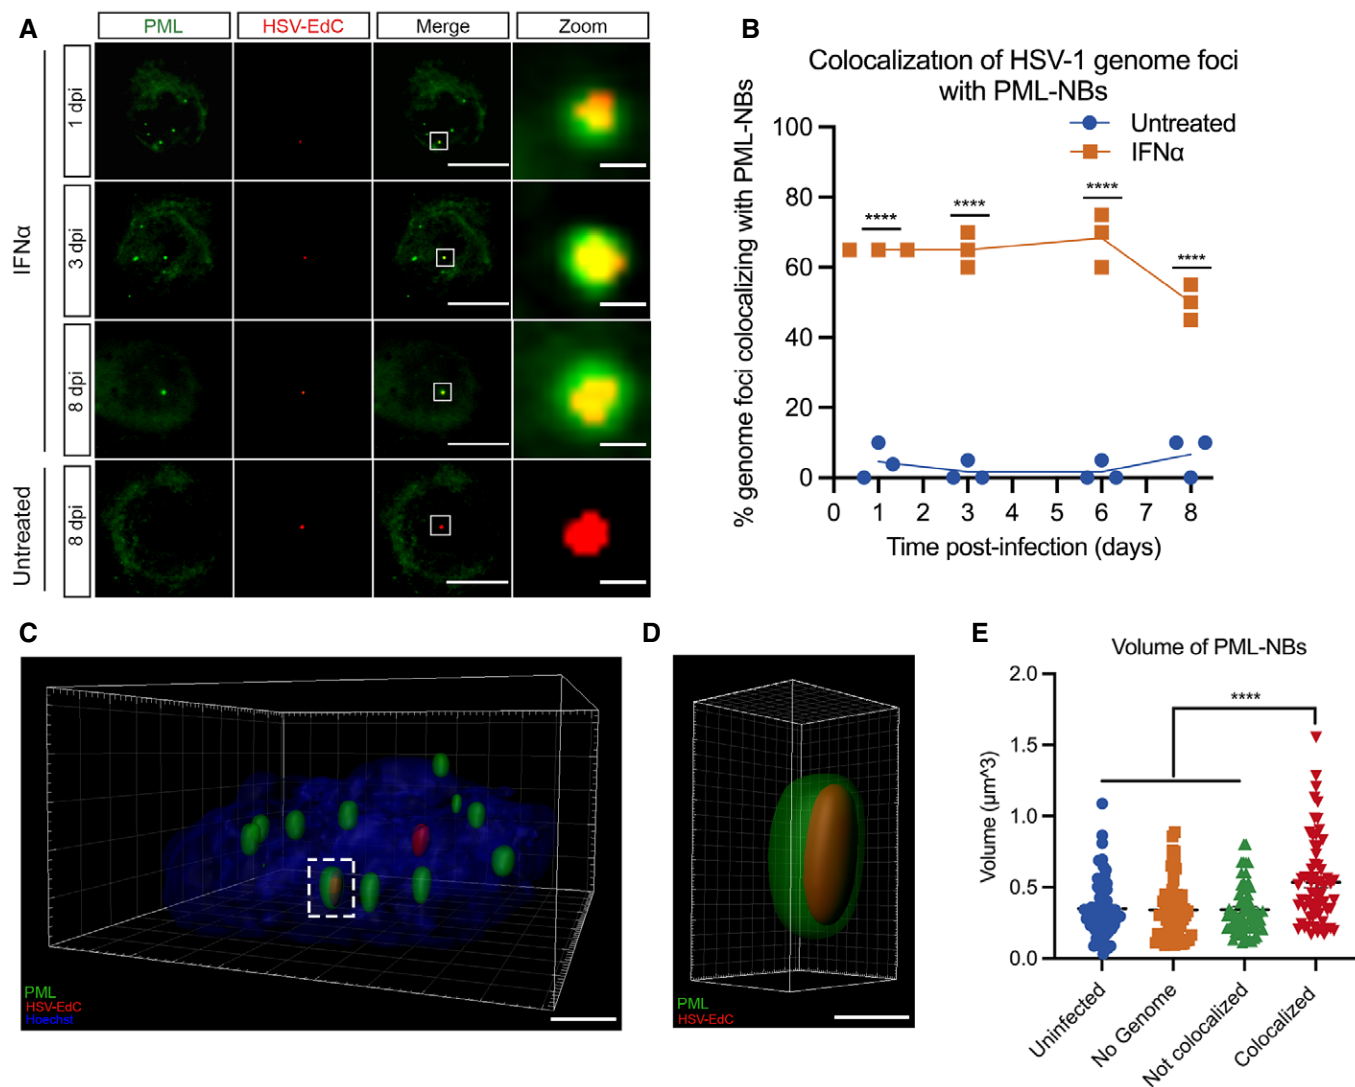 A
PML
HSV-EdC
Merge
Zoom
IFNα
1 dpi
3 dpi
8 dpi
Untreated
8 dpi
B
Colocalization of HSV-1 genome foci
with PML-NBs
Untreated
IFNα
% genome foci colocalizing with PML-NBs
100
80
60
40
20
0
****
****
****
****
0 1 2 3 4 5 6 7 8
Time post-infection (days)
C
PML
HSV-EdC
Hoechst
D
PML
HSV-EdC
E
Volume of PML-NBs
****
Volume (µm^3)
2.0
1.5
1.0
0.5
0.0
Uninfected
No Genome
Not colocalized
Colocalized